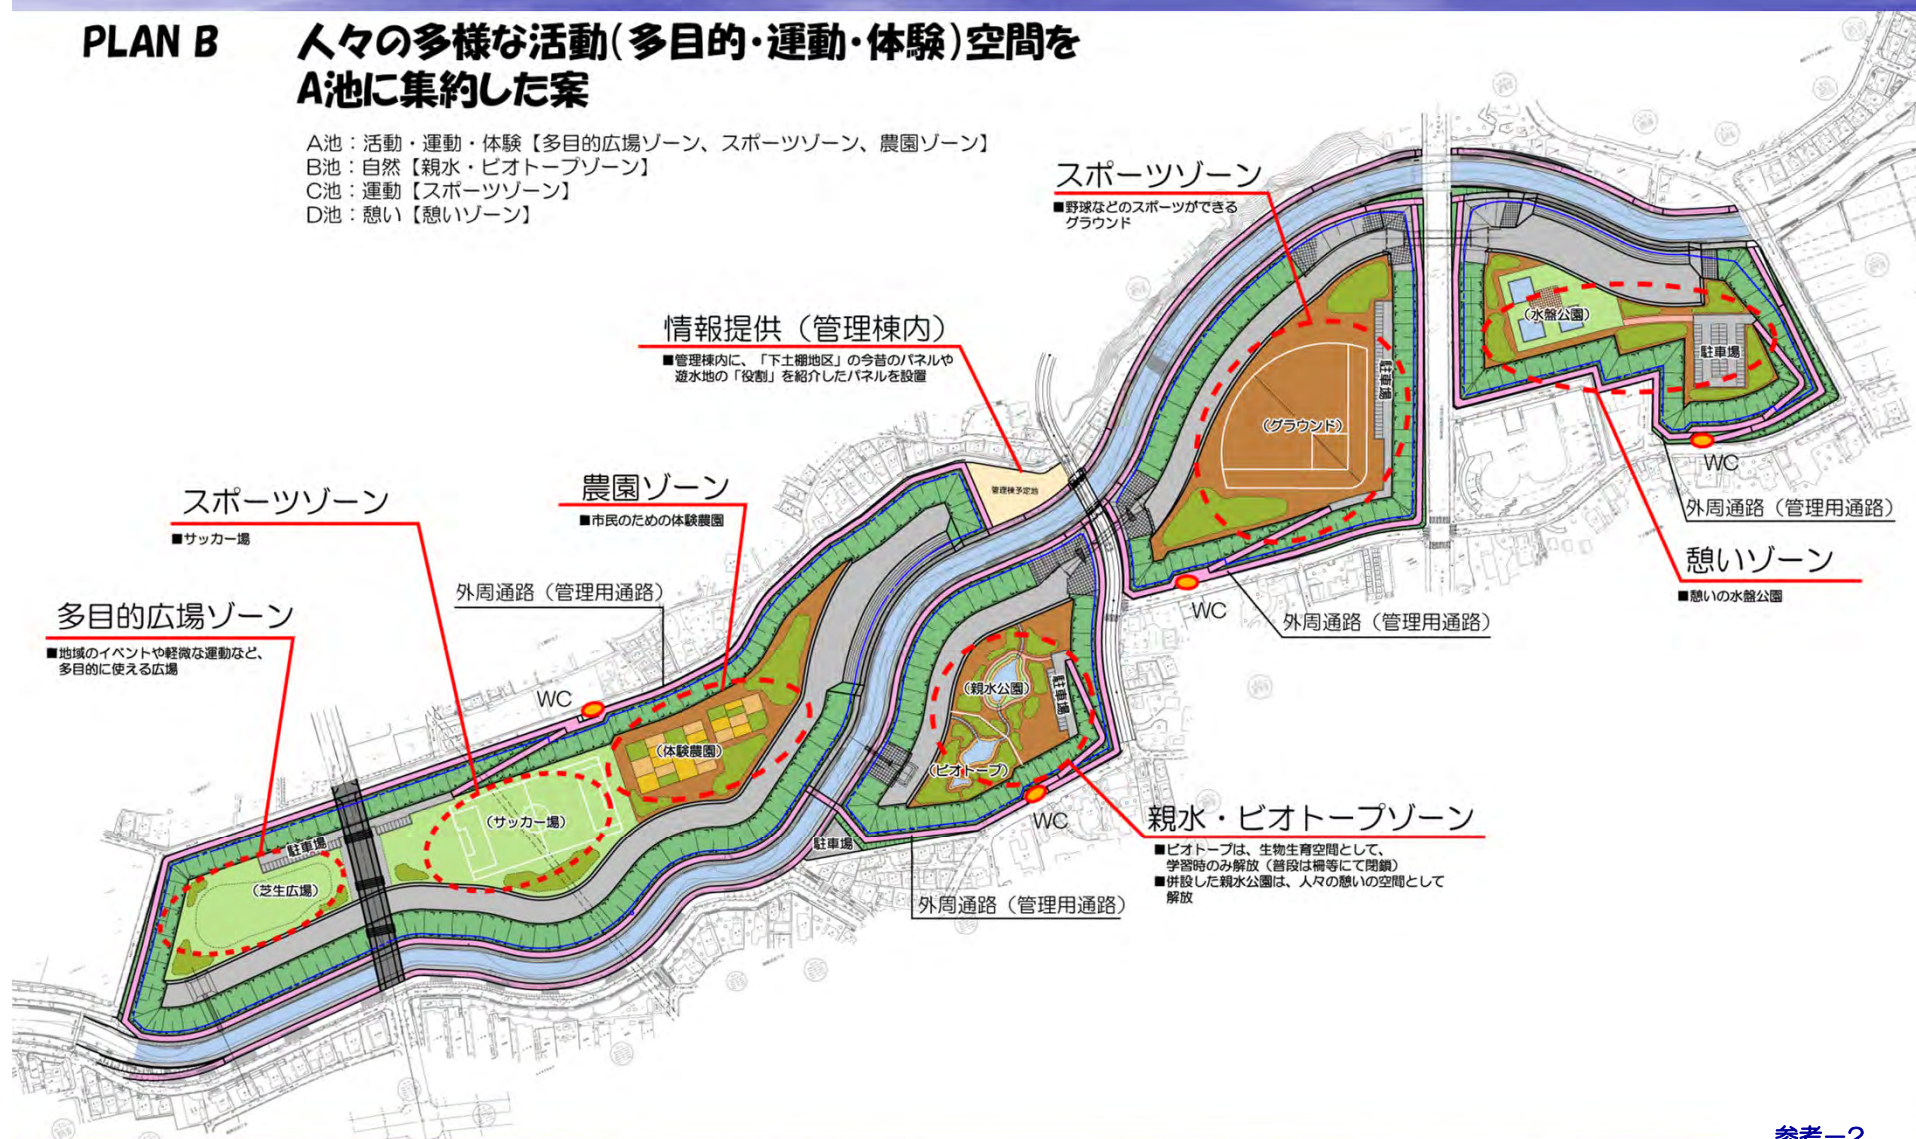 PLAN B
人々の多様な活動(多目的・運動・体験)空間を
A池に集約した案
A池：活動・運動・体験【多目的広場ゾーン、スポーツゾーン、農園ゾーン】
B池：自然【親水・ビオトープゾーン】
C池：運動【スポーツゾーン】
D池：憩い【憩いゾーン】
スポーツゾーン
■野球などのスポーツができる
グラウンド
情報提供（管理棟内）
■管理棟内に、「下土棚地区」の今昔のパネルや
遊水地の「役割」を紹介したパネルを設置
(水盤公園)
駐車場
駐車場
(グラウンド)
WC
外周通路（管理用通路）
憩いゾーン
■憩いの水盤公園
農園ゾーン
■市民のための体験農園
管理棟予定地
スポーツゾーン
■サッカー場
外周通路（管理用通路）
WC
外周通路（管理用通路）
多目的広場ゾーン
■地域のイベントや軽微な運動など、
多目的に使える広場
WC
(親水公園)
駐車場
(体験農園)
(ビオトープ)
(サッカー場)
WC
親水・ビオトープゾーン
■ビオトープは、生物生育空間として、
学習時のみ解放（普段は柵等にて閉鎖）
■併設した親水公園は、人々の憩いの空間として
解放
駐車場
駐車場
(芝生広場)
外周通路（管理用通路）
参考－2